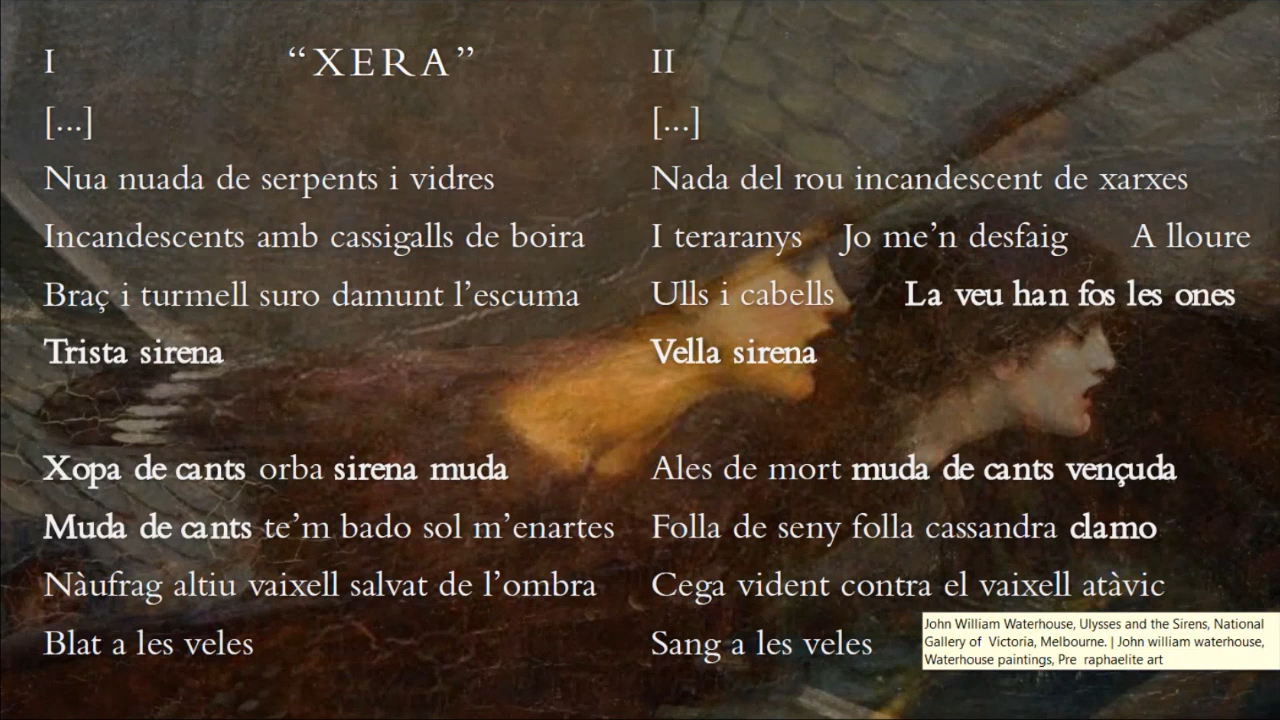 I
“XERA”
[...]
Nua nuada de serpents i vidres
Incandescents amb cassigalls de boira
Braç i turmell suro damunt l’escuma
Trista sirena
Xopa de cants orba sirena muda
Muda de cants te’m bado sol m’enartes
Nàufrag altiu vaixell salvat de l’ombra
Blat a les veles
II
[...]
Nada del rou incandescent de xarxes
I teraranys Jo me’n desfaig A lloure
Ulls i cabells La veu han fos les ones
Vella sirena
Ales de mort muda de cants vençuda
Folla de seny folla cassandra clamo
Cega vident contra el vaixell atàvic
Sang a les veles
John William Waterhouse, Ulysses and the Sirens, National
Gallery of Victoria, Melbourne. | John william waterhouse,
Waterhouse paintings, Pre raphaelite art